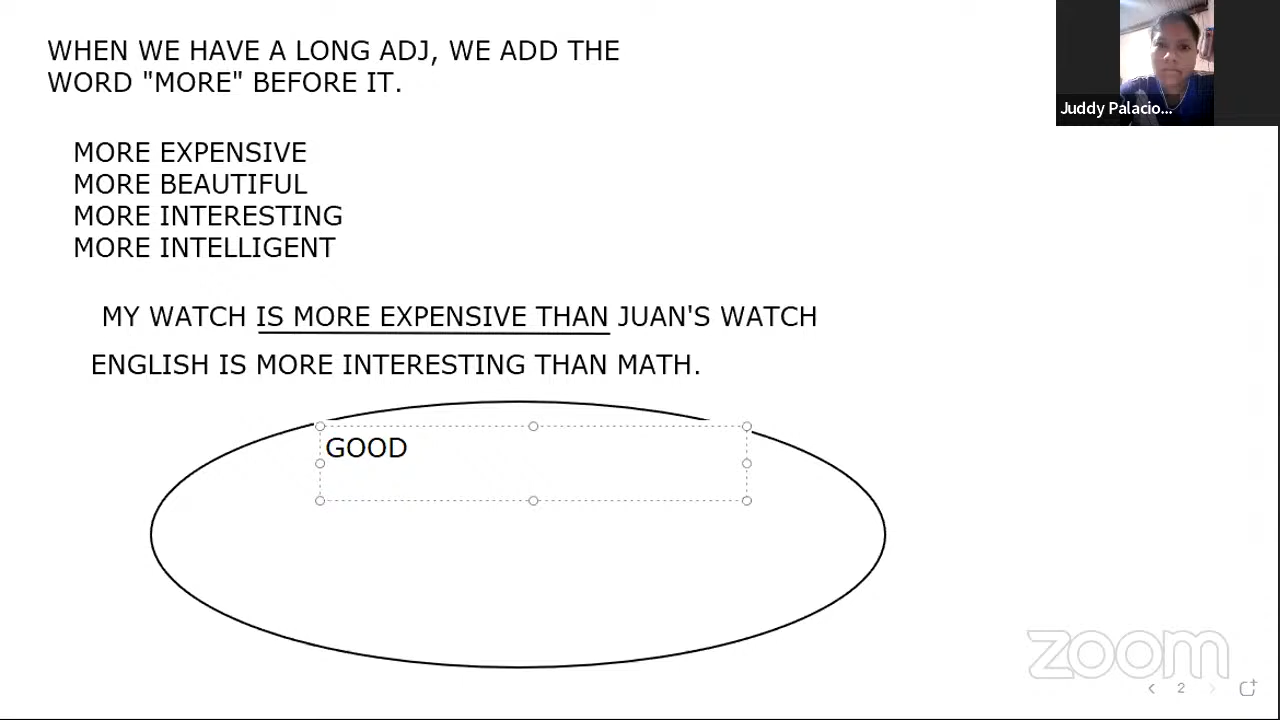 WHEN WE HAVE A LONG ADJ, WE ADD THE
WORD "MORE" BEFORE IT.
MORE EXPENSIVE
MORE BEAUTIFUL
MORE INTERESTING
MORE INTELLIGENT
MY WATCH IS MORE EXPENSIVE THAN JUAN'S WATCH
ENGLISH IS MORE INTERESTING THAN MATH.
GOOD
Juddy Palacio...
zoom
2